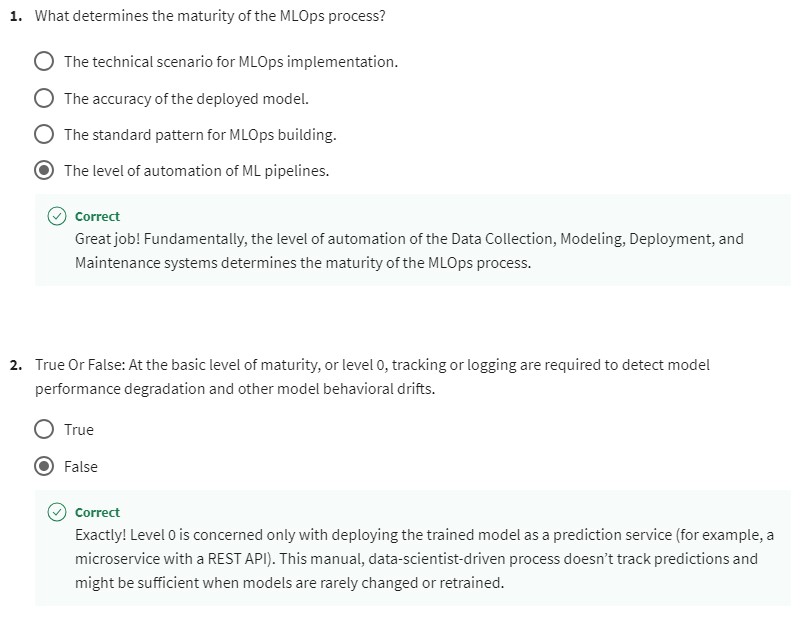 1. What determines the maturity of the MLOps process?
The technical scenario for MLOps implementation.
The accuracy of the deployed model.
The standard pattern for MLOps building.
The level of automation of ML pipelines.
Correct
Great job! Fundamentally, the level of automation of the Data Collection, Modeling, Deployment, and
Maintenance systems determines the maturity of the MLOps process.
2. True Or False: At the basic level of maturity, or level 0, tracking or logging are required to detect model
performance degradation and other model behavioral drifts.
True
False
Correct
Exactly! Level 0 is concerned only with deploying the trained model as a prediction service (for example, a
microservice with a REST API). This manual, data-scientist-driven process doesn’t track predictions and
might be sufficient when models are rarely changed or retrained.